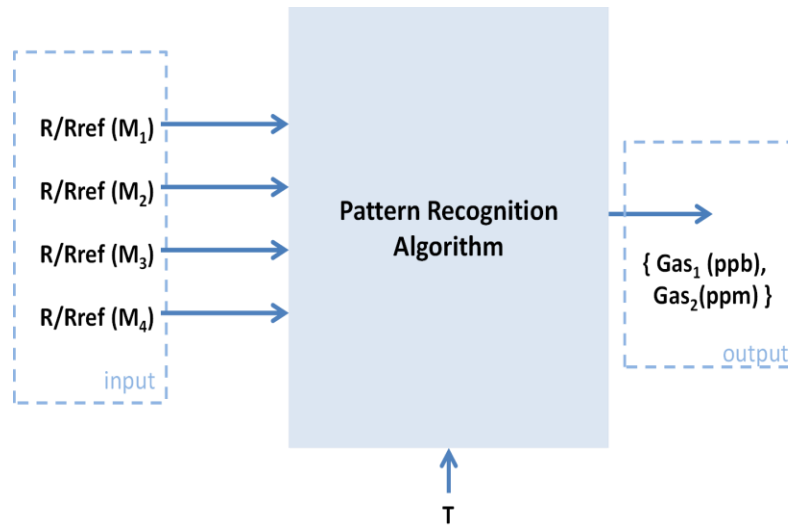 R/Rref (M₁)
R/Rref (M₂)
R/Rref (M₃)
R/Rref (M₄)
input
Pattern Recognition
Algorithm
{ Gas₁ (ppb),
Gas₂(ppm) }
output
T